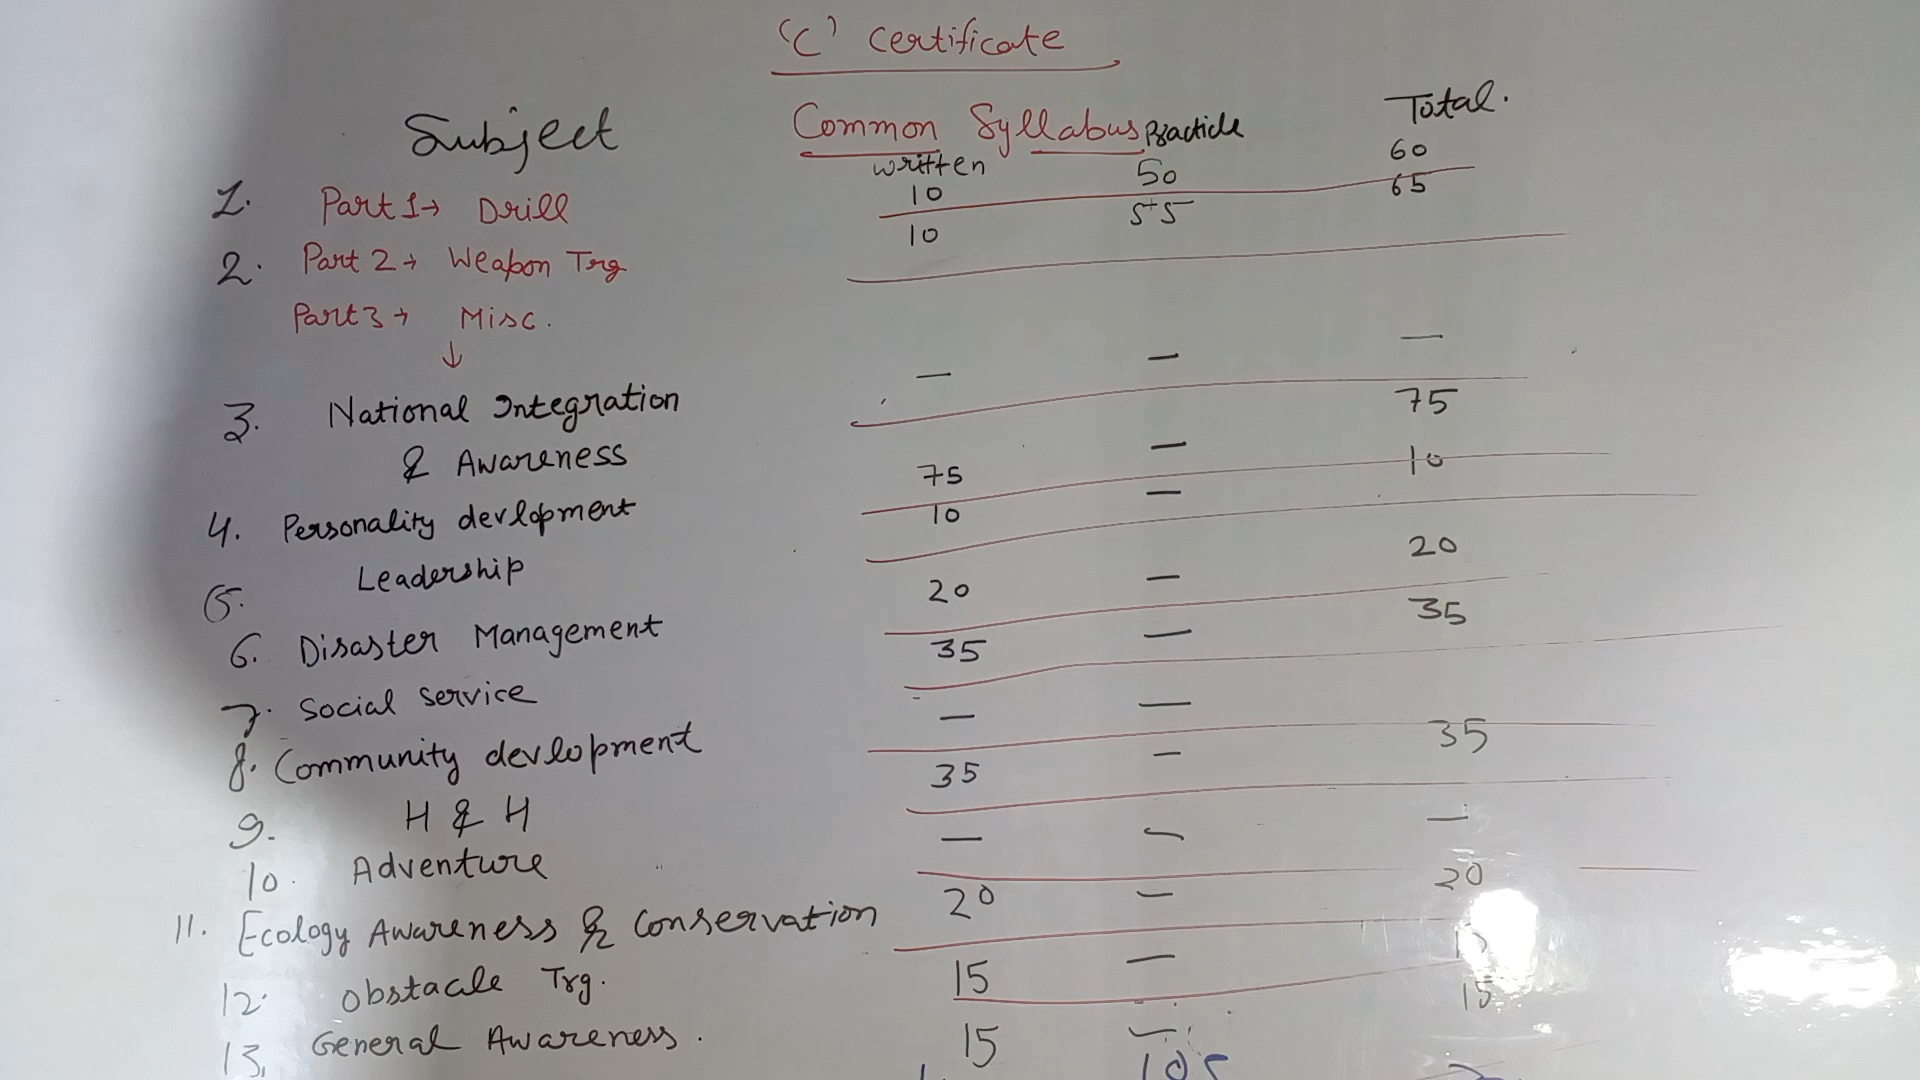 'C' Certificate
Subject Common Syllabus Practicle Total.
written
1. Part 1→ Drill 10 50 60
2. Part 2→ Weapon Trg 10 55 65
Part 3→ Misc.
↓
3. National Integration — — —
& Awareness
4. Personality devlopment 75 — 75
5. Leadership 10 — 10
6. Disaster Management 20 — 20
7. Social service 35 — 35
8. Community development — —
9. H & H 35 — 35
10. Adventure — — —
11. Ecology Awareness & Conservation 20 — 20
12. Obstacle Trg. 15 —
13. General Awareness. 15 — 15
105